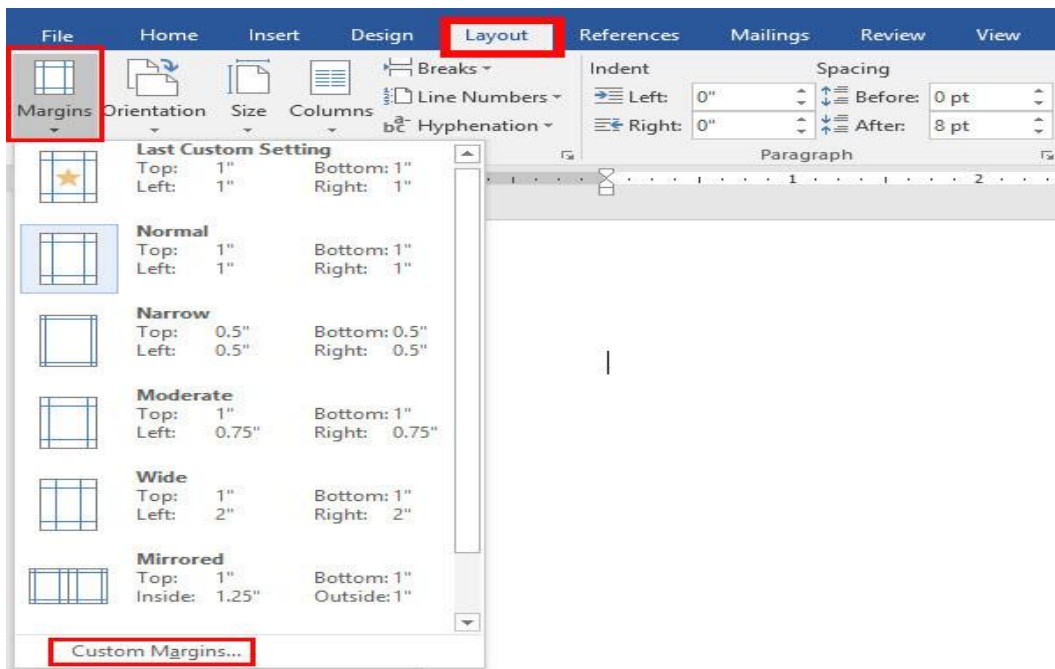 File Home Insert Design Layout References Mailings Review View
Margins Orientation Size Columns
Breaks
Line Numbers
bc Hyphenation
Indent
Left: 0"
Right: 0"
Spacing
Before: 0 pt
After: 8 pt
Paragraph
1 2
Last Custom Setting
Top: 1" Bottom: 1"
Left: 1" Right: 1"
Normal
Top: 1" Bottom: 1"
Left: 1" Right: 1"
Narrow
Top: 0.5" Bottom: 0.5"
Left: 0.5" Right: 0.5"
Moderate
Top: 1" Bottom: 1"
Left: 0.75" Right: 0.75"
Wide
Top: 1" Bottom: 1"
Left: 2" Right: 2"
Mirrored
Top: 1" Bottom: 1"
Inside: 1.25" Outside: 1"
Custom Margins...